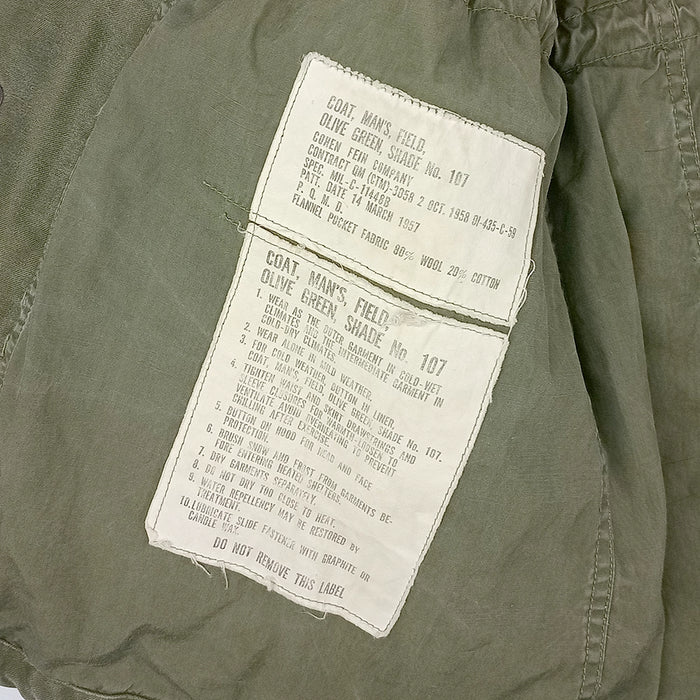 COAT, MAN'S, FIELD,
OLIVE GREEN, SHADE No. 107
COHEN FEIN COMPANY
CONTRACT QM (CTM)-3058 2 OCT. 1958 OI-435-C-59
SPEC. MIL-C-11448B
PATT. DATE 14 MARCH 1957
P. Q. M. D.
FLANNEL POCKET FABRIC 80% WOOL 20% COTTON
COAT, MAN'S, FIELD,
OLIVE GREEN, SHADE No. 107
1. WEAR AS THE OUTER GARMENT IN COLD-WET
CLIMATES AND THE INTERMEDIATE GARMENT IN
COLD-DRY CLIMATES.
2. WEAR ALONE IN MILD WEATHER.
3. FOR COLD WEATHER BUTTON IN LINER,
COAT, MAN'S, FIELD OLIVE GREEN, SHADE No. 107.
4. TIGHTEN WAIST AND SKIRT DRAWSTRINGS AND
SLEEVE CLOSURES FOR WARMTH-LOOSEN TO
VENTILATE AVOID OVERHEATING TO PREVENT
CHILLING AFTER EXERCISE.
5. BUTTON ON HOOD FOR HEAD AND FACE
PROTECTION.
6. BRUSH SNOW AND FROST FROM GARMENTS BE-
FORE ENTERING HEATED SHELTERS.
7. DRY GARMENTS SEPARATELY.
8. DO NOT DRY TOO CLOSE TO HEAT.
9. WATER REPELLENCY MAY BE RESTORED BY
TREATMENT.
10. LUBRICATE SLIDE FASTENER WITH GRAPHITE OR
CANDLE WAX.
DO NOT REMOVE THIS LABEL